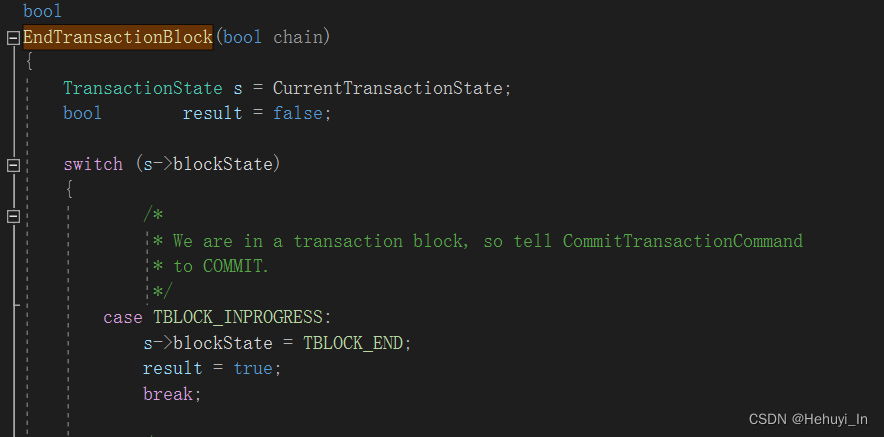 bool
EndTransactionBlock(bool chain)
{
    TransactionState s = CurrentTransactionState;
    bool        result = false;

    switch (s->blockState)
    {
            /*
             * We are in a transaction block, so tell CommitTransactionCommand
             * to COMMIT.
             */
        case TBLOCK_INPROGRESS:
            s->blockState = TBLOCK_END;
            result = true;
            break;
CSDN @Hehuyi_In